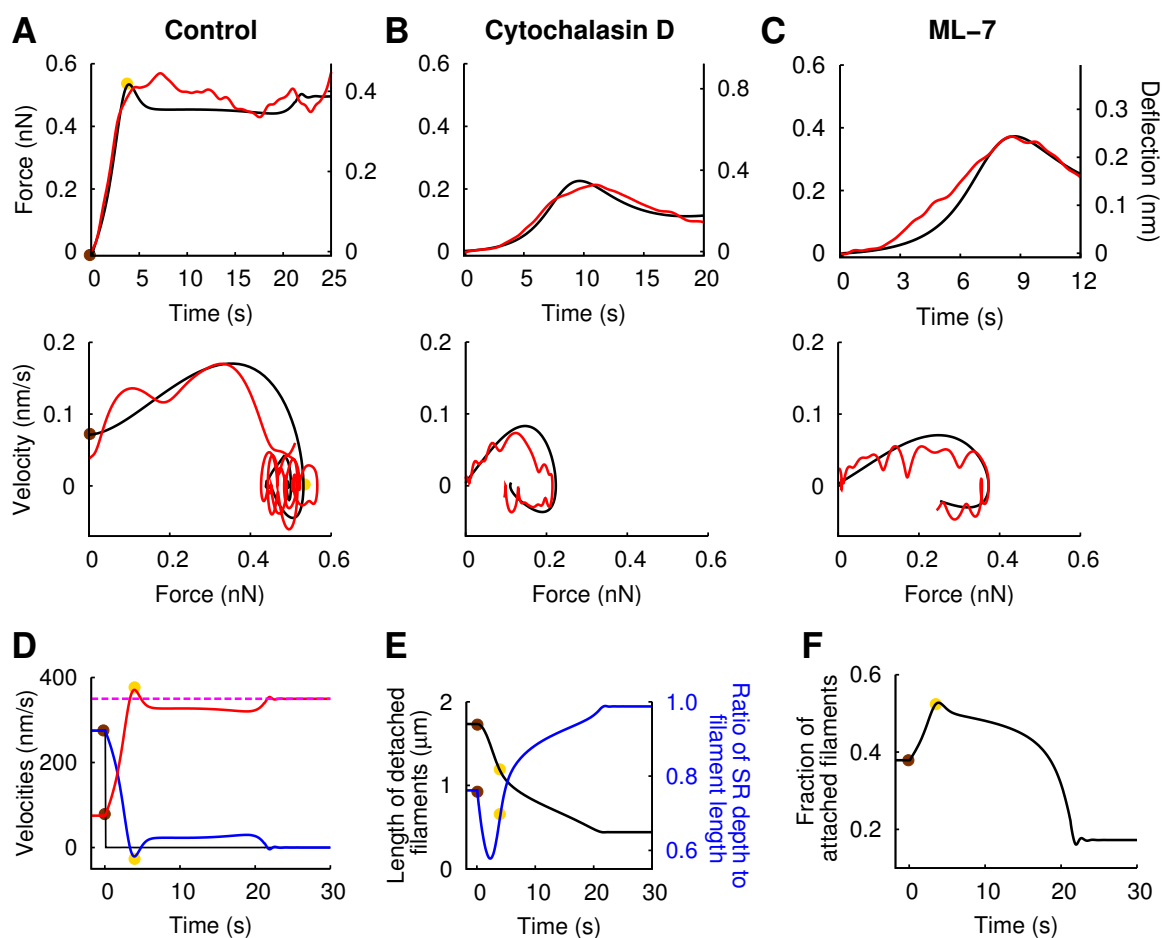 A Control
B Cytochalasin D
C ML−7
Force (nN)
0.6
0.4
0.2
0
0.4
0.2
0
0 5 10 15 20 25
Time (s)
0.6
0.4
0.2
0
0.8
0.4
0
0 5 10 15 20
Time (s)
0.6
0.4
0.2
0
0.3
0.2
0.1
0
Deflection (nm)
0 3 6 9 12
Time (s)
Velocity (nm/s)
0.2
0.1
0
0 0.2 0.4 0.6
Force (nN)
0.2
0.1
0
0 0.2 0.4 0.6
Force (nN)
0.2
0.1
0
0 0.2 0.4 0.6
Force (nN)
D
Velocities (nm/s)
400
200
0
0 10 20 30
Time (s)
E
Length of detached
filaments (μm)
2
1
0
1.0
0.8
0.6
Ratio of SR depth to
filament length
0 10 20 30
Time (s)
F
Fraction of
attached filaments
0.6
0.4
0.2
0 10 20 30
Time (s)